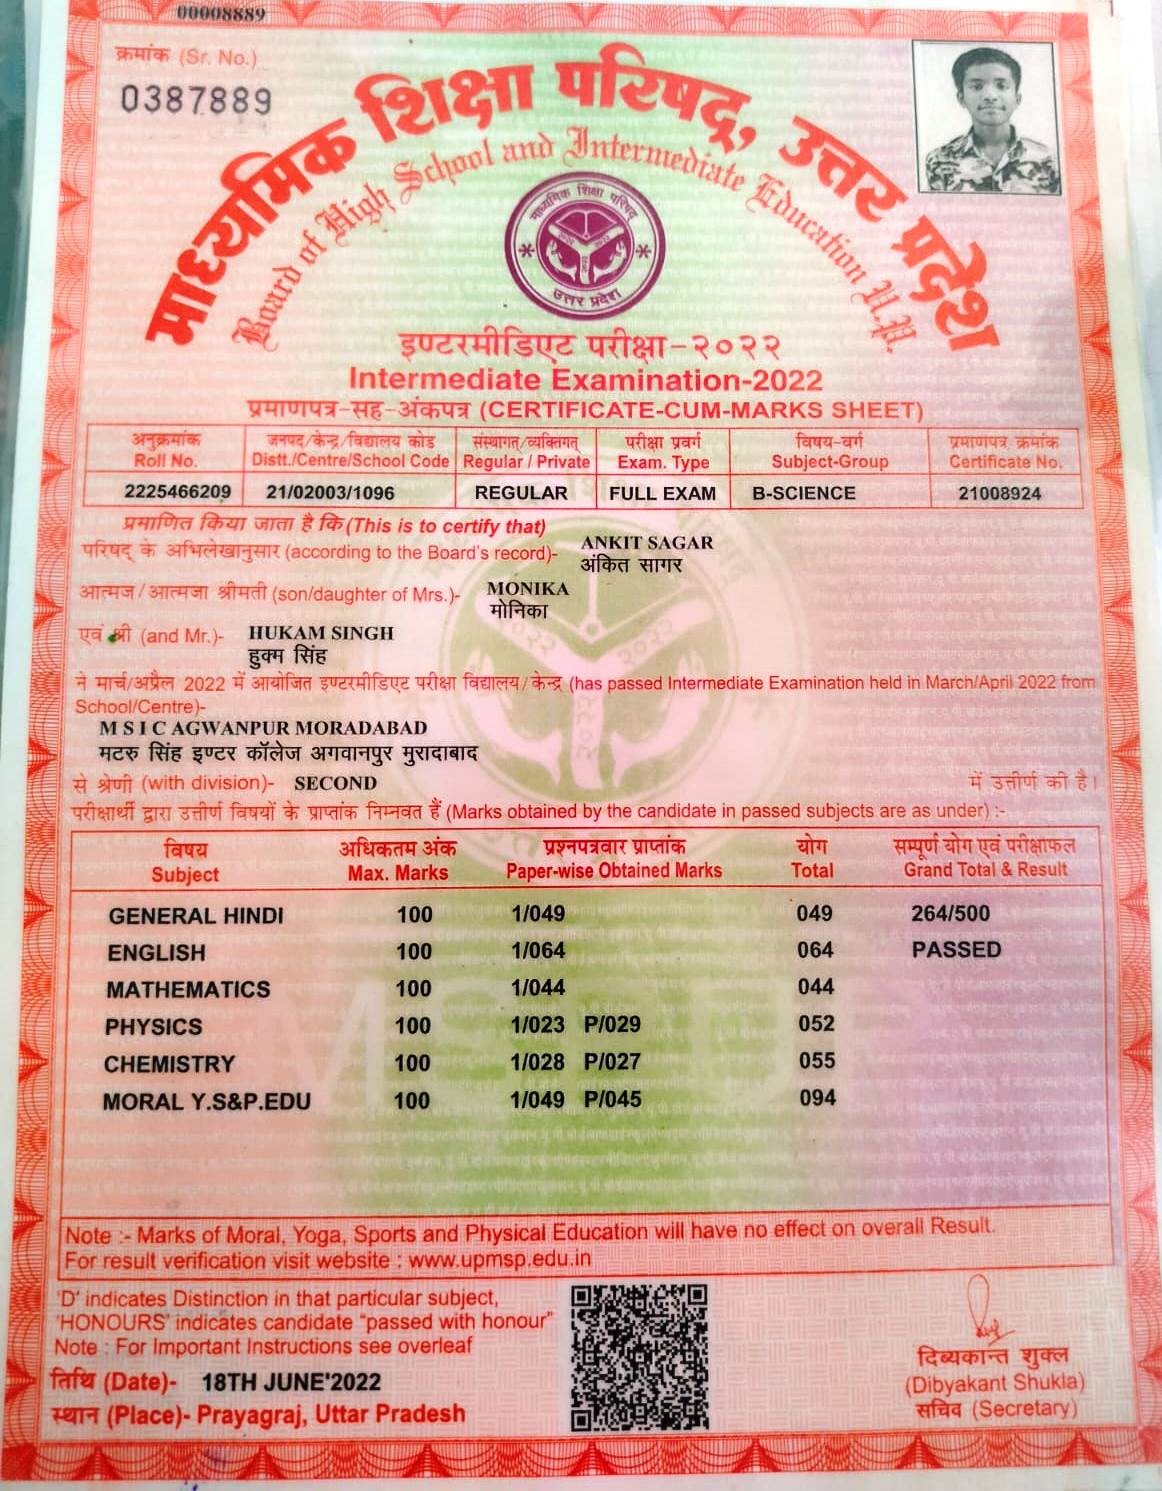 00008889
क्रमांक (Sr. No.)
0387889
माध्यमिक शिक्षा परिषद्, उत्तर प्रदेश
Board of High School and Intermediate Education U.P.
माध्यमिक शिक्षा परिषद
उत्तर प्रदेश
इण्टरमीडिएट परीक्षा-२०२२
Intermediate Examination-2022
प्रमाणपत्र-सह-अंकपत्र (CERTIFICATE-CUM-MARKS SHEET)
अनुक्रमांक जनपद/केन्द्र/विद्यालय कोड संस्थागत्/व्यक्तिगत् परीक्षा प्रवर्ग विषय-वर्ग प्रमाणपत्र क्रमांक
Roll No. Distt./Centre/School Code Regular / Private Exam. Type Subject-Group Certificate No.
2225466209 21/02003/1096 REGULAR FULL EXAM B-SCIENCE 21008924
प्रमाणित किया जाता है कि (This is to certify that)
परिषद् के अभिलेखानुसार (according to the Board's record)- ANKIT SAGAR
अंकित सागर
आत्मज/आत्मजा श्रीमती (son/daughter of Mrs.)- MONIKA
मोनिका
एवं श्री (and Mr.)- HUKAM SINGH
हुक्म सिंह
ने मार्च/अप्रैल 2022 में आयोजित इण्टरमीडिएट परीक्षा विद्यालय/केन्द्र (has passed Intermediate Examination held in March/April 2022 from
School/Centre)-
M S I C AGWANPUR MORADABAD
मटरु सिंह इण्टर कॉलेज अगवानपुर मुरादाबाद
से श्रेणी (with division)- SECOND में उत्तीर्ण की है।
परीक्षार्थी द्वारा उत्तीर्ण विषयों के प्राप्तांक निम्नवत हैं (Marks obtained by the candidate in passed subjects are as under) :-
विषय अधिकतम अंक प्रश्नपत्रवार प्राप्तांक योग सम्पूर्ण योग एवं परीक्षाफल
Subject Max. Marks Paper-wise Obtained Marks Total Grand Total & Result
GENERAL HINDI 100 1/049 049 264/500
ENGLISH 100 1/064 064 PASSED
MATHEMATICS 100 1/044 044
PHYSICS 100 1/023 P/029 052
CHEMISTRY 100 1/028 P/027 055
MORAL Y.S&P.EDU 100 1/049 P/045 094
Note :- Marks of Moral, Yoga, Sports and Physical Education will have no effect on overall Result.
For result verification visit website : www.upmsp.edu.in
'D' indicates Distinction in that particular subject,
'HONOURS' indicates candidate "passed with honour"
Note : For Important Instructions see overleaf
तिथि (Date)- 18TH JUNE'2022
स्थान (Place)- Prayagraj, Uttar Pradesh
दिब्यकान्त शुक्ल
(Dibyakant Shukla)
सचिव (Secretary)